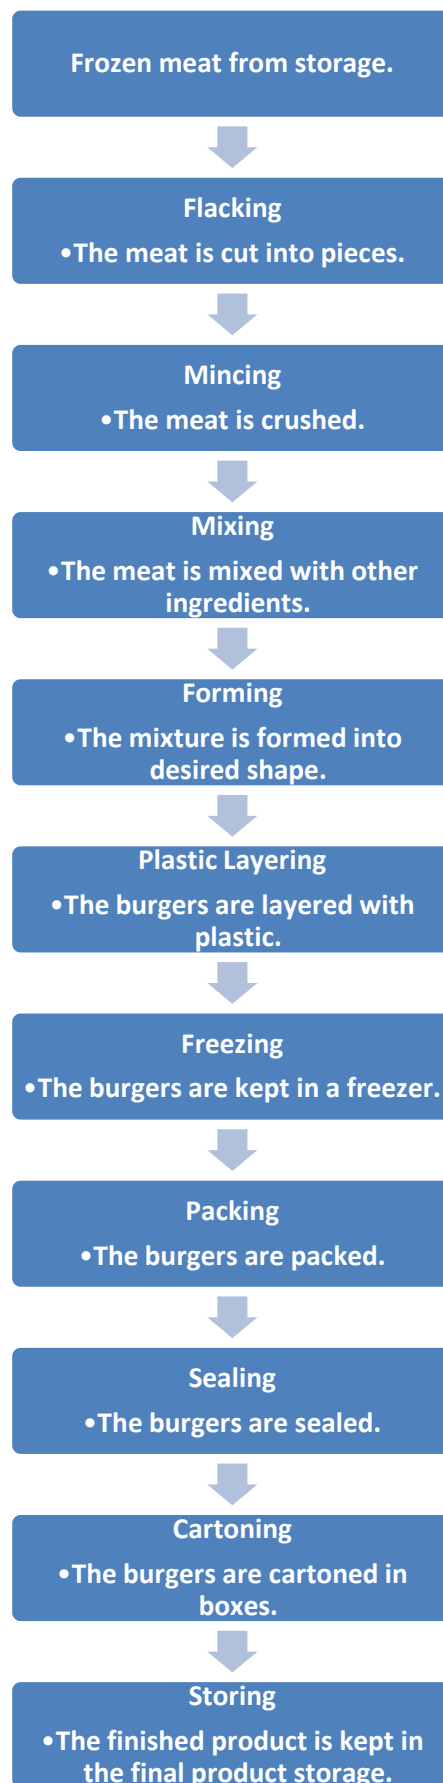 Frozen meat from storage.
Flacking
•The meat is cut into pieces.
Mincing
•The meat is crushed.
Mixing
•The meat is mixed with other
ingredients.
Forming
•The mixture is formed into
desired shape.
Plastic Layering
•The burgers are layered with
plastic.
Freezing
•The burgers are kept in a freezer.
Packing
•The burgers are packed.
Sealing
•The burgers are sealed.
Cartoning
•The burgers are cartoned in
boxes.
Storing
•The finished product is kept in
the final product storage.